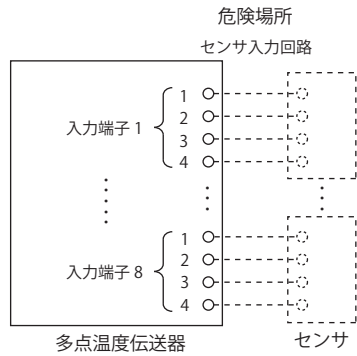 危険場所
センサ入力回路
入力端子 1
1
2
3
4
入力端子 8
1
2
3
4
多点温度伝送器
センサ